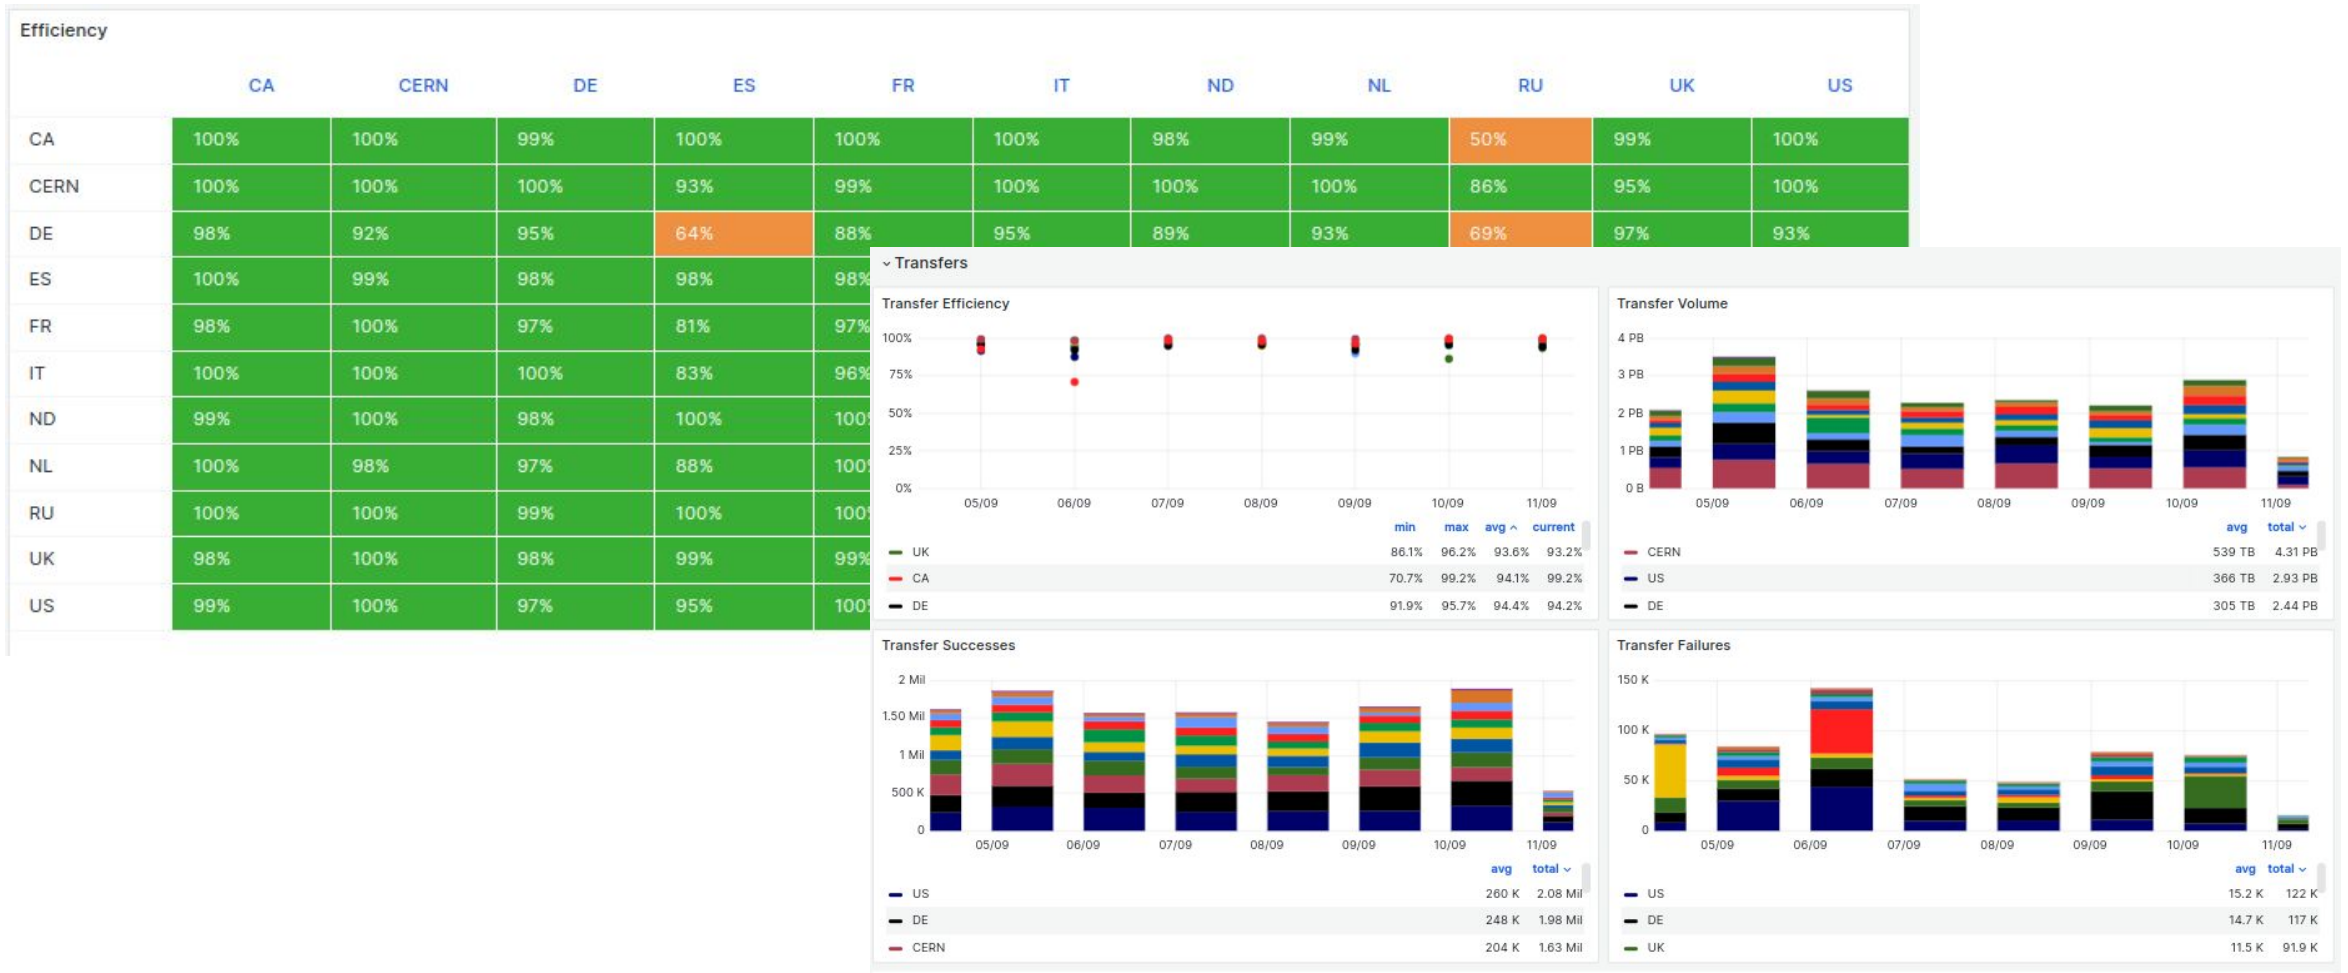 Efficiency
CA CERN DE ES FR IT ND NL RU UK US
CA 100% 100% 99% 100% 100% 100% 98% 99% 50% 99% 100%
CERN 100% 100% 100% 93% 99% 100% 100% 100% 86% 95% 100%
DE 98% 92% 95% 64% 88% 95% 89% 93% 69% 97% 93%
ES 100% 99% 98% 98% 98%
FR 98% 100% 97% 81% 97%
IT 100% 100% 100% 83% 96%
ND 99% 100% 98% 100% 100
NL 100% 98% 97% 88% 100
RU 100% 100% 99% 100% 100
UK 98% 100% 98% 99% 99%
US 99% 100% 97% 95% 100
Transfers
Transfer Efficiency
100%
75%
50%
25%
0%
05/09 06/09 07/09 08/09 09/09 10/09 11/09
min max avg current
UK 86.1% 96.2% 93.6% 93.2%
CA 70.7% 99.2% 94.1% 99.2%
DE 91.9% 95.7% 94.4% 94.2%
Transfer Volume
4 PB
3 PB
2 PB
1 PB
0 B
05/09 06/09 07/09 08/09 09/09 10/09 11/09
avg total
CERN 539 TB 4.31 PB
US 366 TB 2.93 PB
DE 305 TB 2.44 PB
Transfer Successes
2 Mil
1.50 Mil
1 Mil
500 K
0
05/09 06/09 07/09 08/09 09/09 10/09 11/09
avg total
US 260 K 2.08 Mil
DE 248 K 1.98 Mil
CERN 204 K 1.63 Mil
Transfer Failures
150 K
100 K
50 K
0
05/09 06/09 07/09 08/09 09/09 10/09 11/09
avg total
US 15.2 K 122 K
DE 14.7 K 117 K
UK 11.5 K 91.9 K